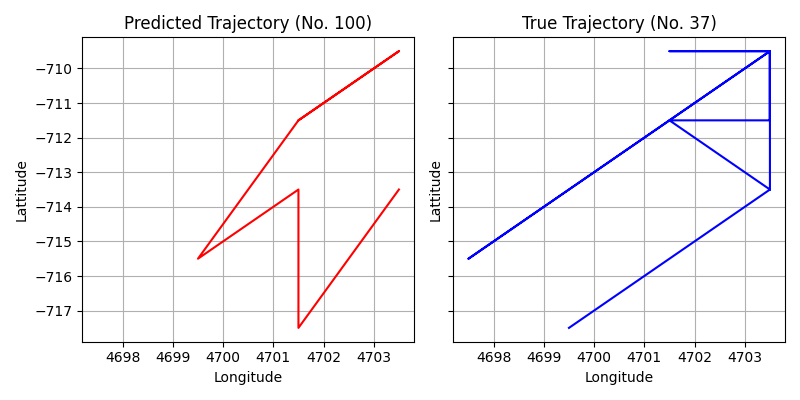 Predicted Trajectory (No. 100)
True Trajectory (No. 37)
Lattitude
−710
−711
−712
−713
−714
−715
−716
−717
4698 4699 4700 4701 4702 4703
Longitude
Lattitude
4698 4699 4700 4701 4702 4703
Longitude